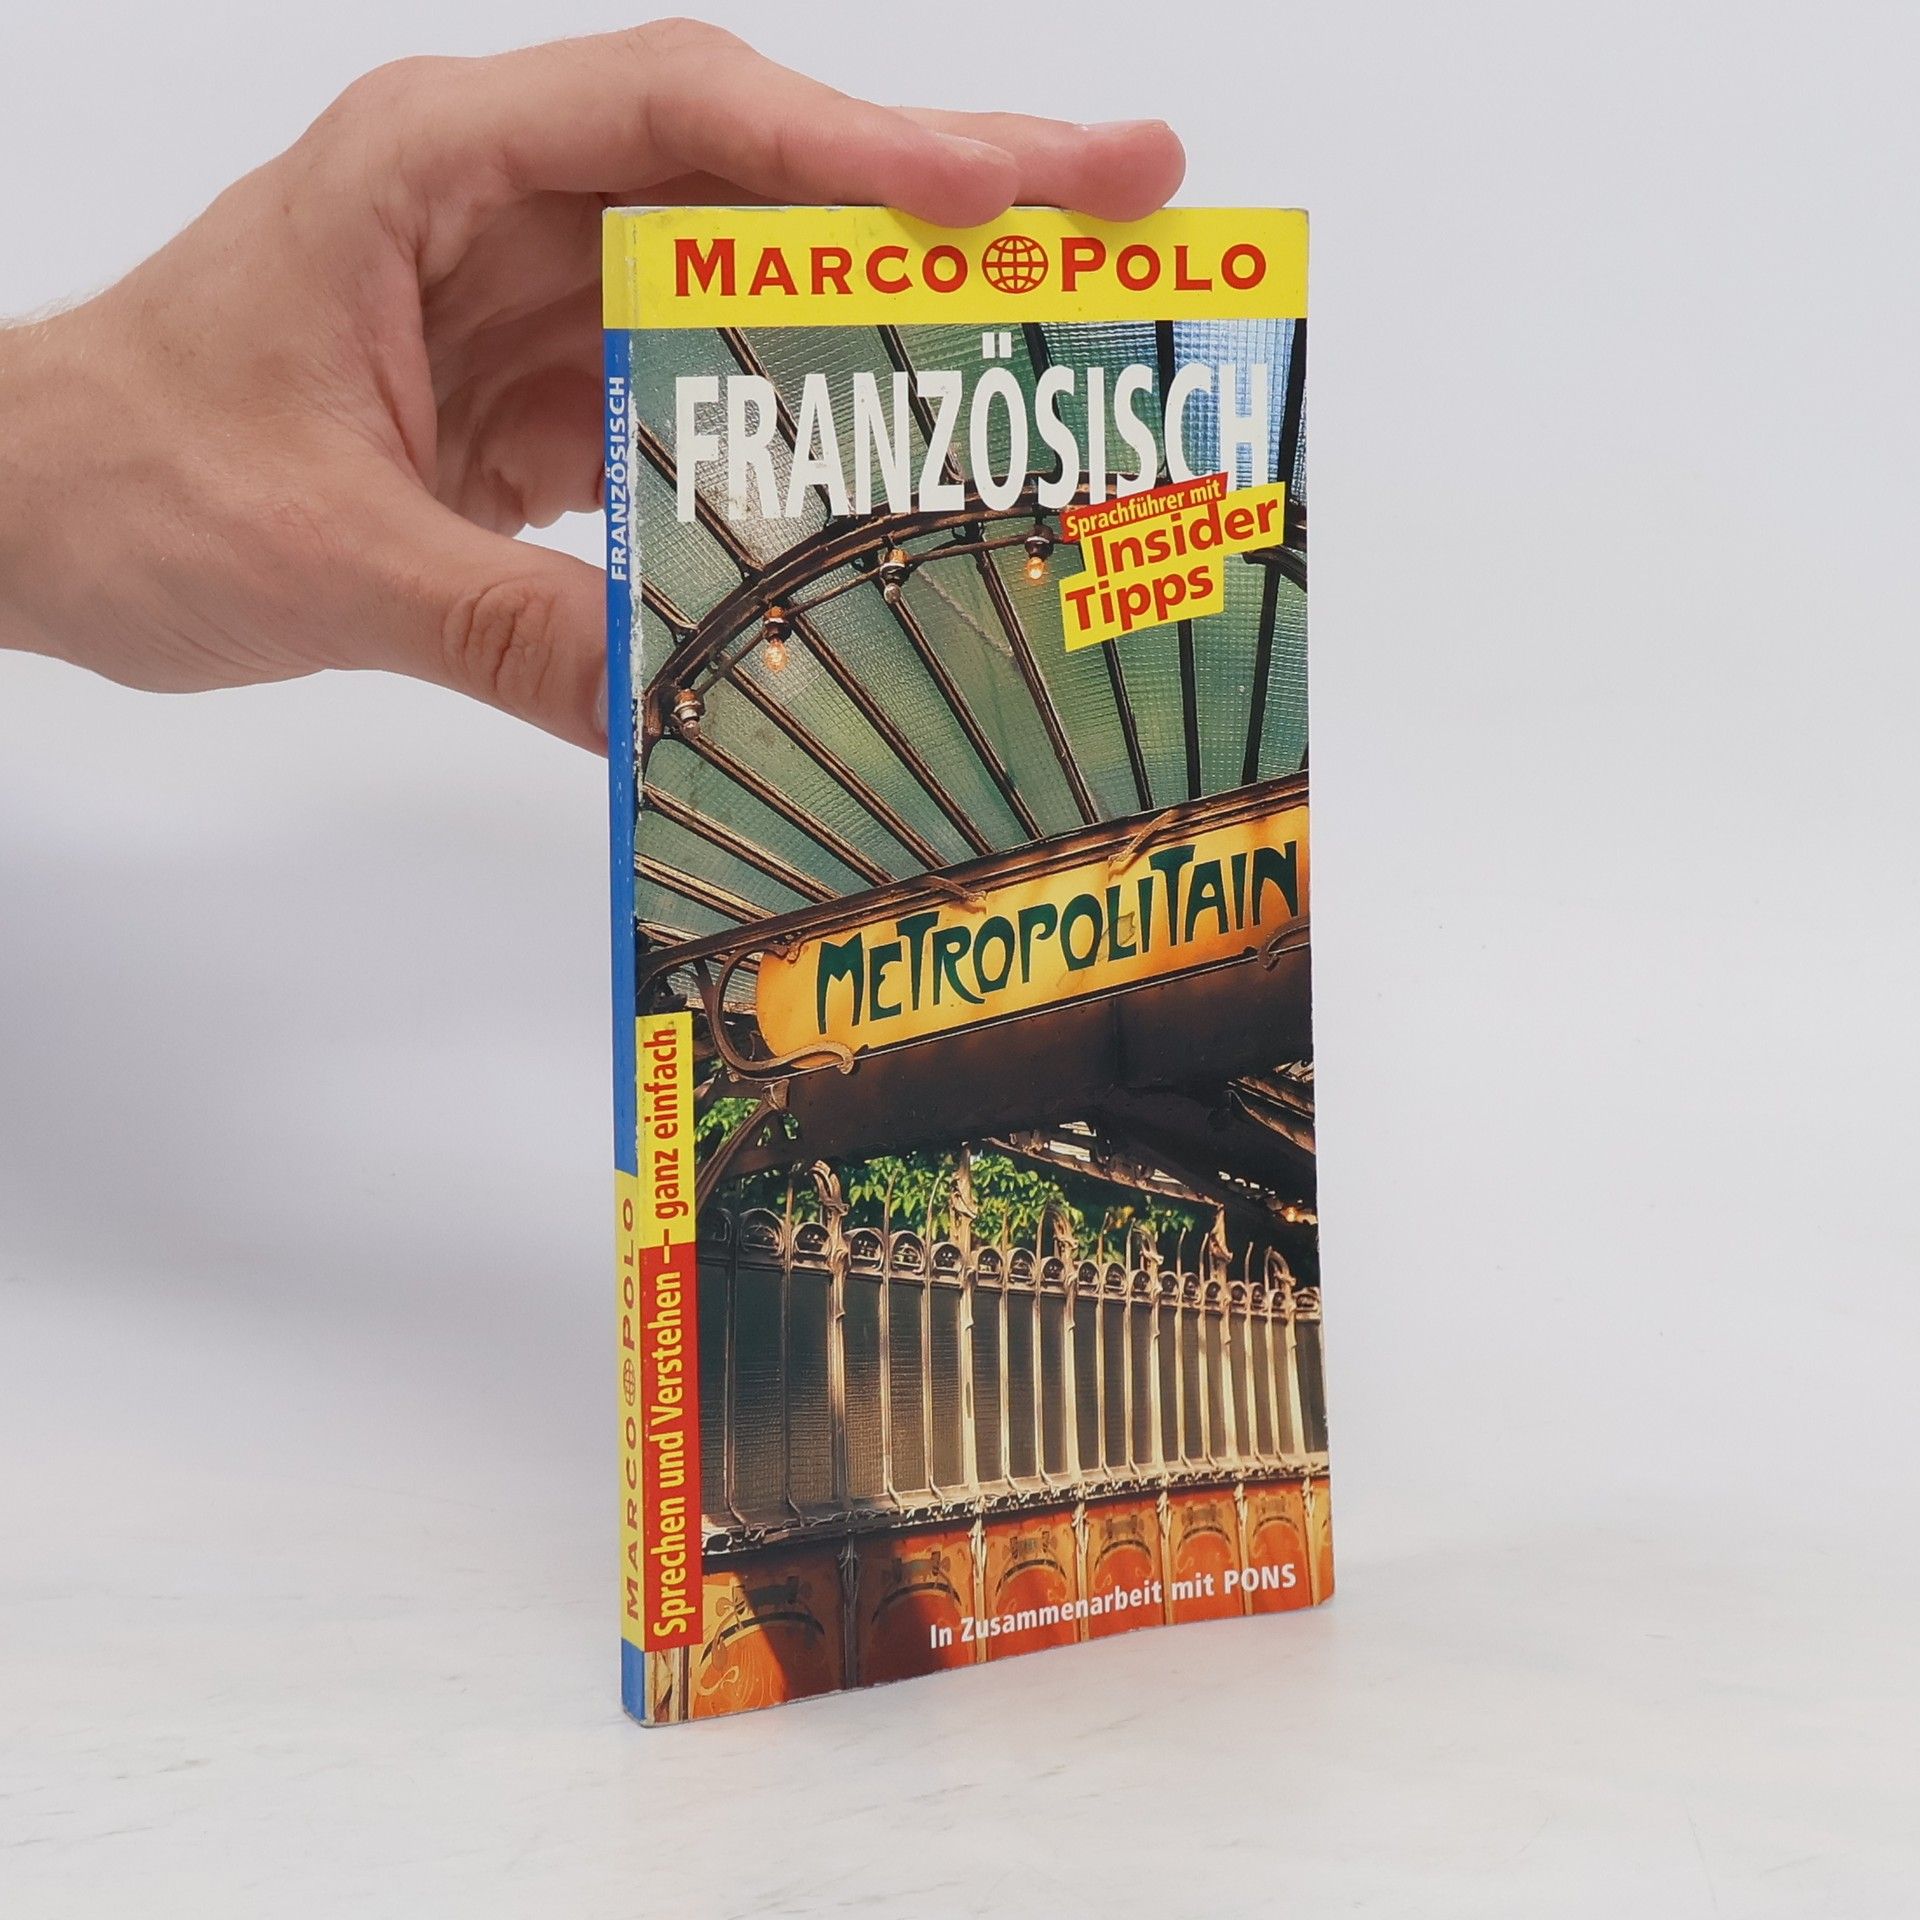 MARCO POLO
FRANZÖSISCH
Sprachführer mit
Insider
Tipps
METROPOLITAIN
Sprechen und Verstehen – ganz einfach
In Zusammenarbeit mit PONS
FRANZÖSISCH
MARCO POLO